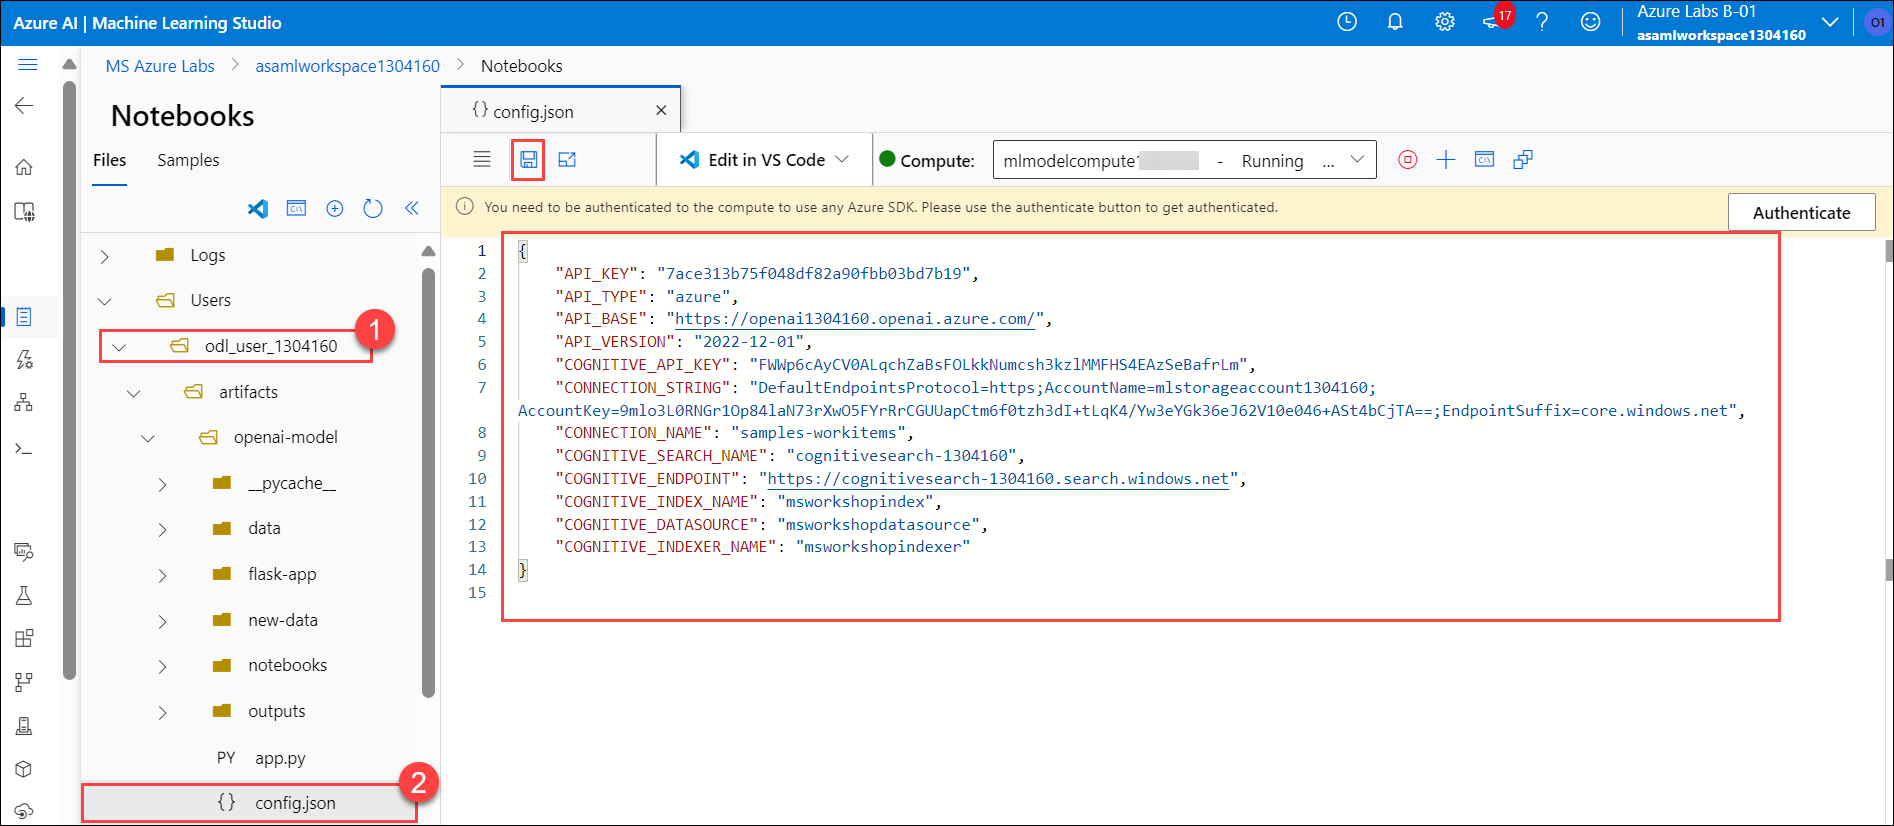 Azure AI | Machine Learning Studio
17
Azure Labs B-01
asamlworkspace1304160
O1
MS Azure Labs > asamlworkspace1304160 > Notebooks
Notebooks
Files Samples
Logs
Users
odl_user_1304160
1
artifacts
openai-model
__pycache__
data
flask-app
new-data
notebooks
outputs
PY app.py
{} config.json
2
{} config.json
Edit in VS Code
Compute: mlmodelcompute - Running ...
You need to be authenticated to the compute to use any Azure SDK. Please use the authenticate button to get authenticated.
Authenticate
1 {
2 "API_KEY": "7ace313b75f048df82a90fbb03bd7b19",
3 "API_TYPE": "azure",
4 "API_BASE": "https://openai1304160.openai.azure.com/",
5 "API_VERSION": "2022-12-01",
6 "COGNITIVE_API_KEY": "FWWp6cAyCV0ALqchZaBsFOLkkNumcsh3kzlMMFHS4EAzSeBafrLm",
7 "CONNECTION_STRING": "DefaultEndpointsProtocol=https;AccountName=mlstorageaccount1304160;
AccountKey=9mlo3L0RNGr1Op84laN73rXwO5FYrRrCGUUapCtm6f0tzh3dI+tLqK4/Yw3eYGk36eJ62V10e046+ASt4bCjTA==;EndpointSuffix=core.windows.net",
8 "CONNECTION_NAME": "samples-workitems",
9 "COGNITIVE_SEARCH_NAME": "cognitivesearch-1304160",
10 "COGNITIVE_ENDPOINT": "https://cognitivesearch-1304160.search.windows.net",
11 "COGNITIVE_INDEX_NAME": "msworkshopindex",
12 "COGNITIVE_DATASOURCE": "msworkshopdatasource",
13 "COGNITIVE_INDEXER_NAME": "msworkshopindexer"
14 }
15